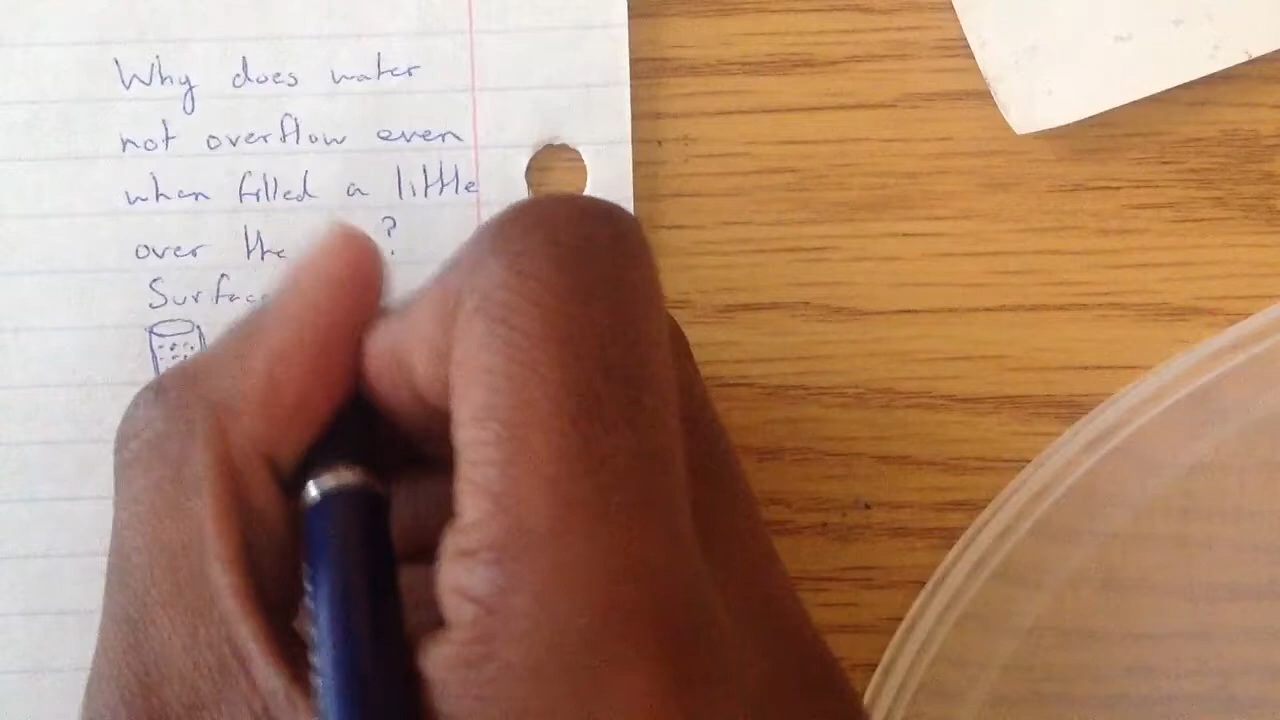 Why does water
not overflow even
when filled a little
over the ?